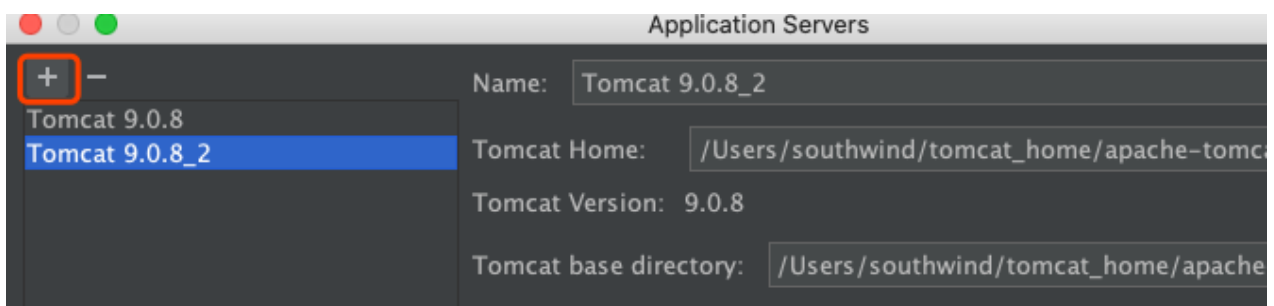 Application Servers
+ −
Name: Tomcat 9.0.8_2
Tomcat 9.0.8
Tomcat 9.0.8_2
Tomcat Home: /Users/southwind/tomcat_home/apache-tomca
Tomcat Version: 9.0.8
Tomcat base directory: /Users/southwind/tomcat_home/apache